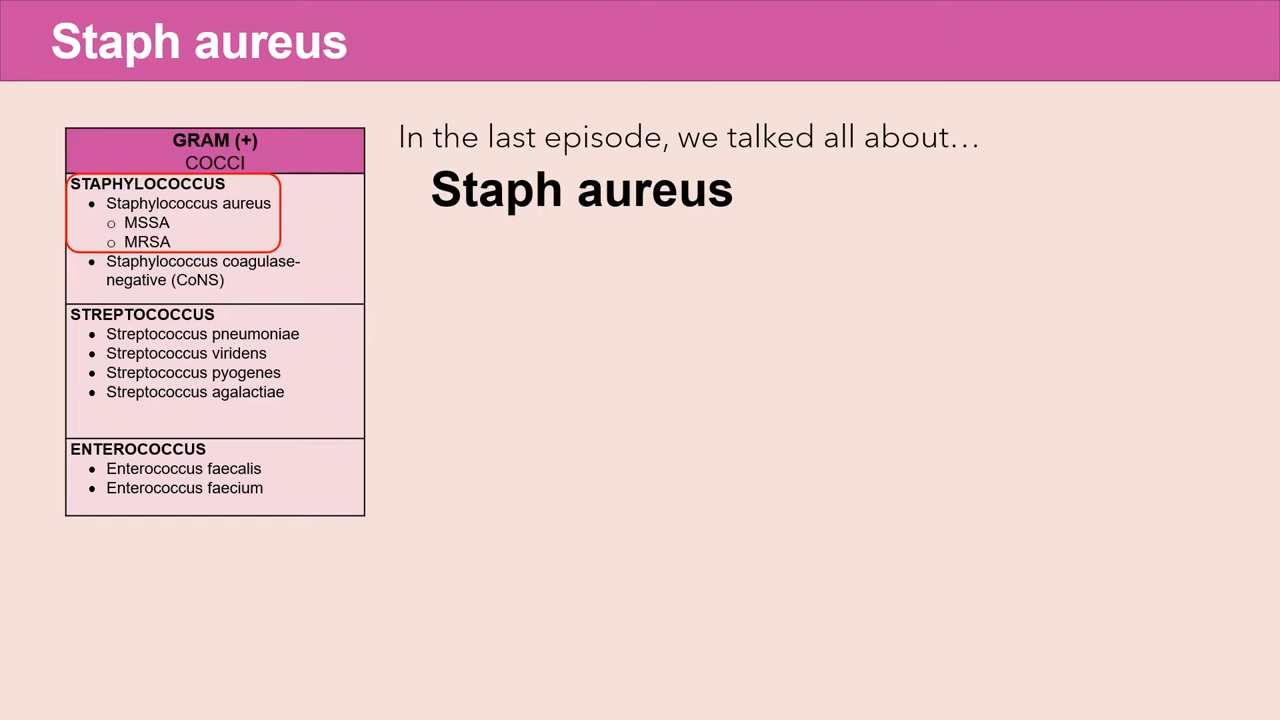 Staph aureus
GRAM (+)
COCCI
STAPHYLOCOCCUS
• Staphylococcus aureus
o MSSA
o MRSA
• Staphylococcus coagulase-
negative (CoNS)
STREPTOCOCCUS
• Streptococcus pneumoniae
• Streptococcus viridens
• Streptococcus pyogenes
• Streptococcus agalactiae
ENTEROCOCCUS
• Enterococcus faecalis
• Enterococcus faecium
In the last episode, we talked all about…
Staph aureus